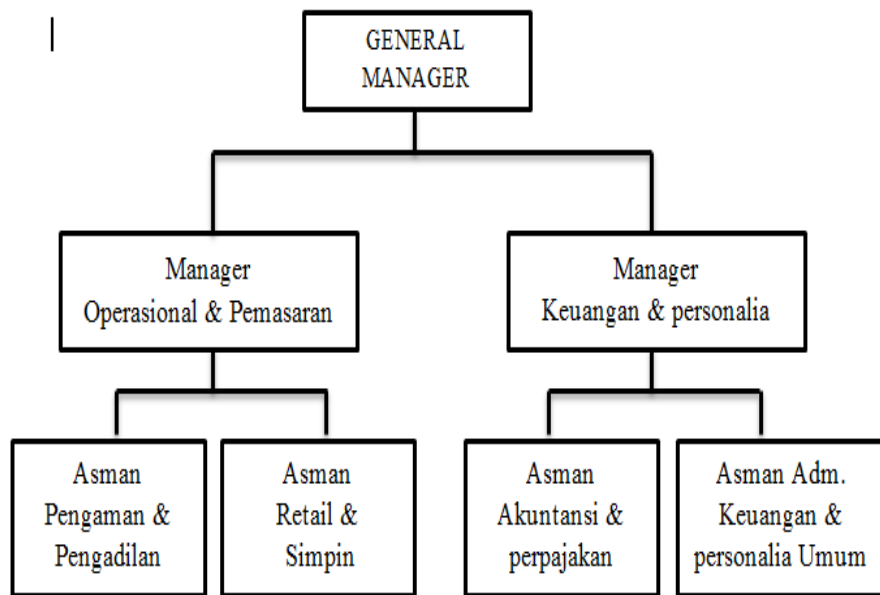 GENERAL
MANAGER
Manager
Operasional & Pemasaran
Manager
Keuangan & personalia
Asman
Pengaman &
Pengadilan
Asman
Retail &
Simpin
Asman
Akuntansi &
perpajakan
Asman Adm.
Keuangan &
personalia Umum